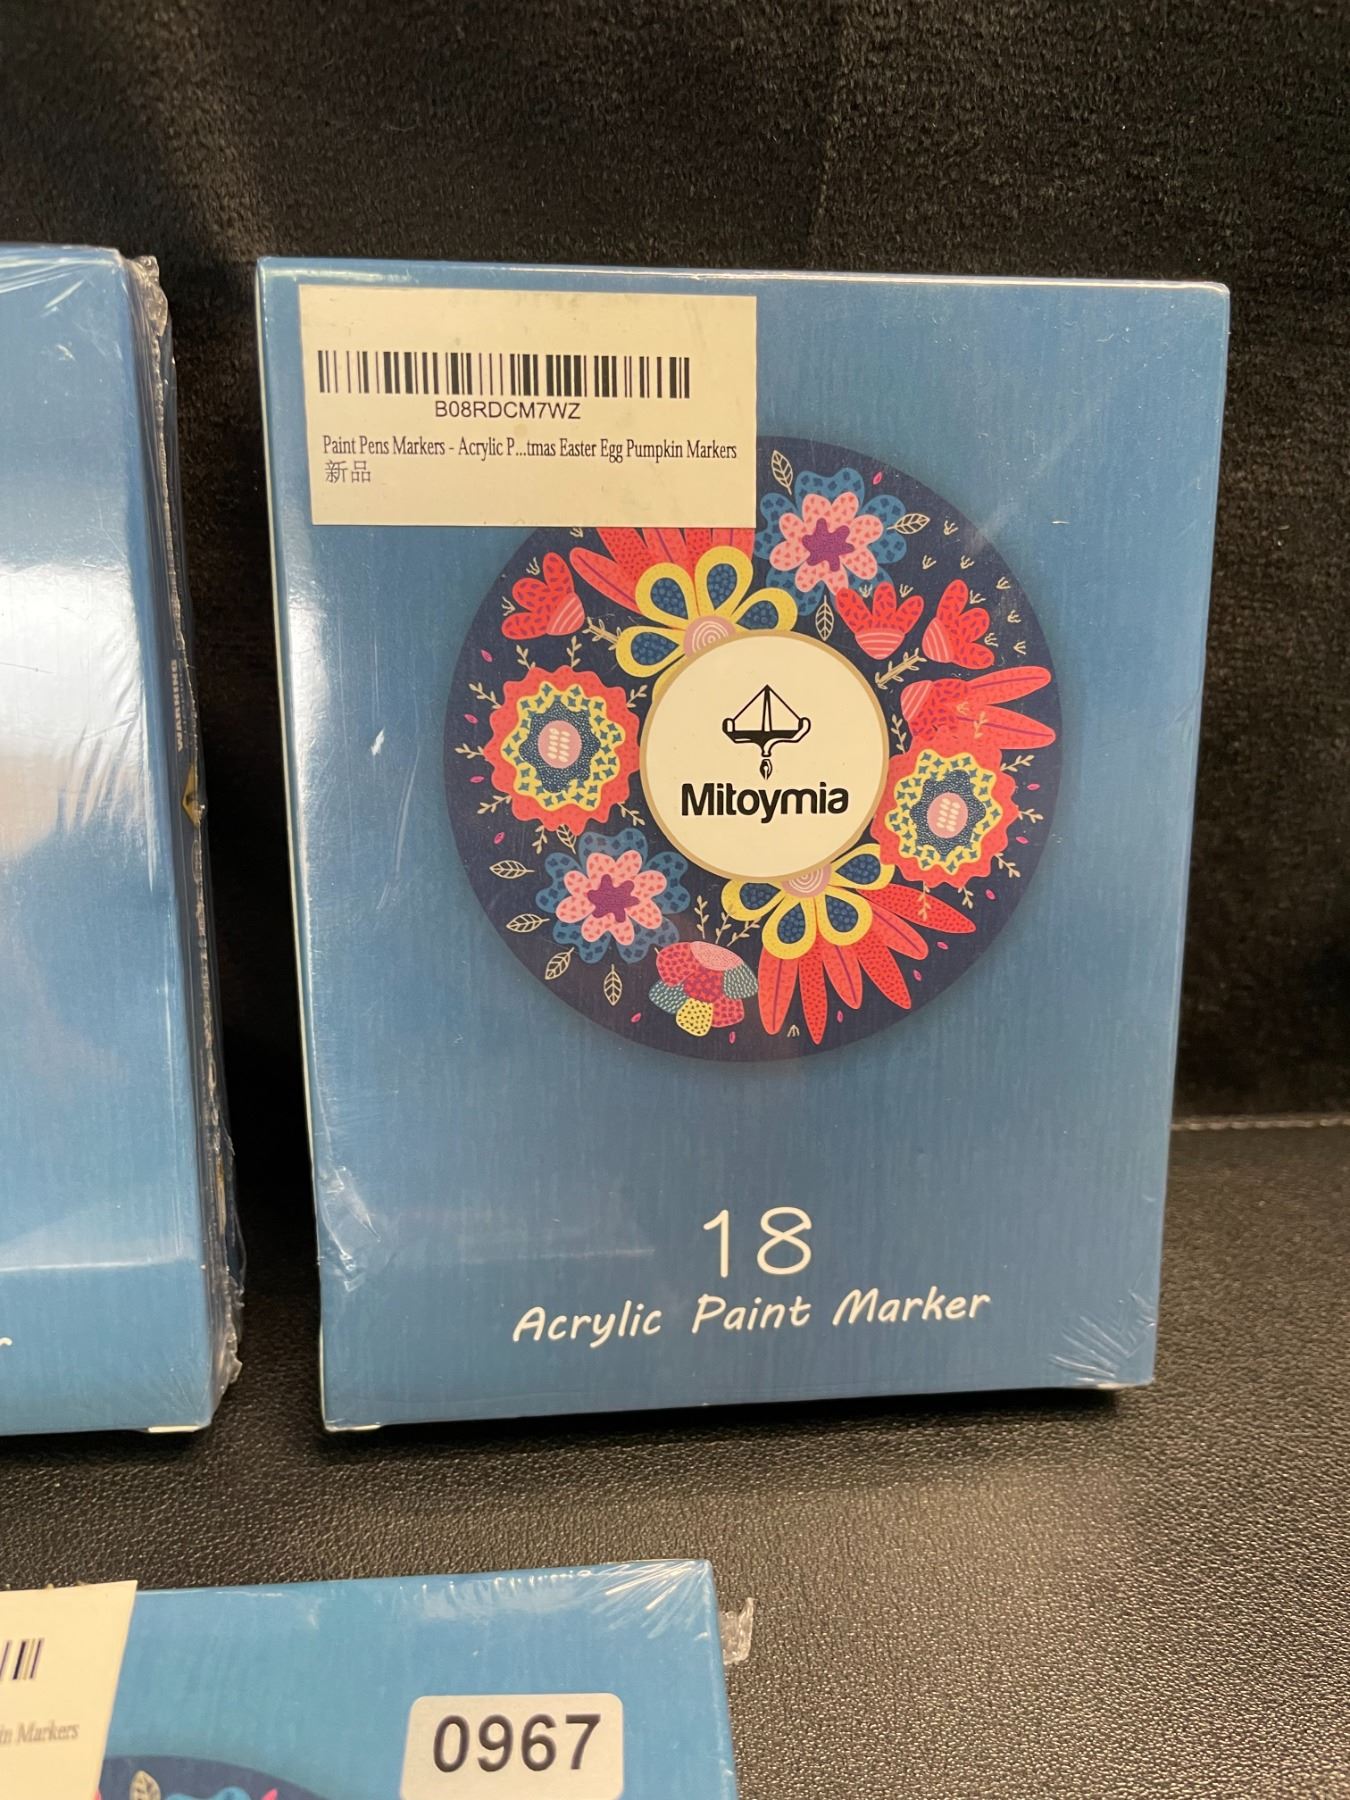 B08RDCM7WZ
Paint Pens Markers - Acrylic P...tmas Easter Egg Pumpkin Markers
新品
WARNING
Mitoymia
18
Acrylic Paint Marker
Markers
0967